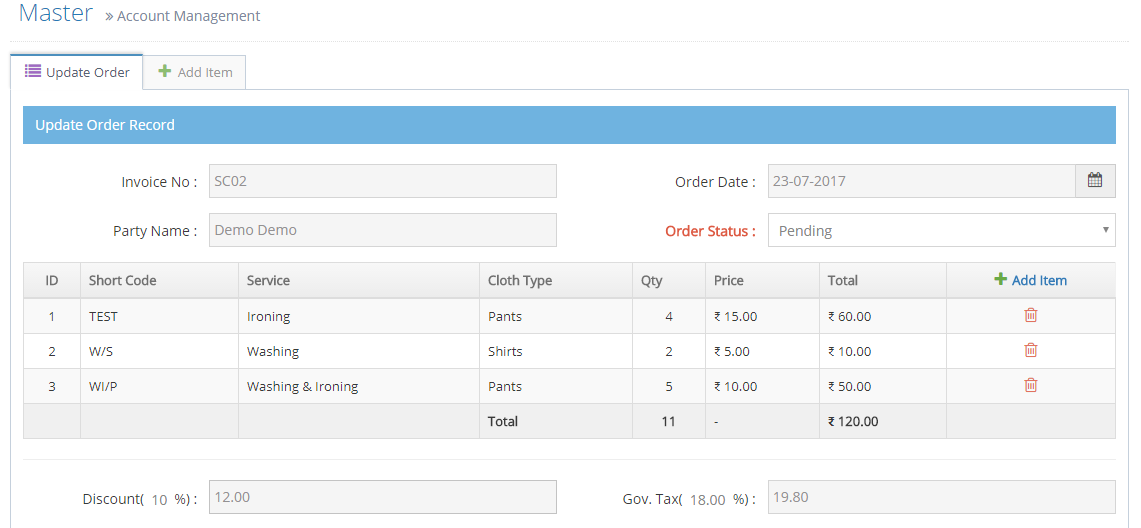 Master » Account Management
Update Order Add Item
Update Order Record
Invoice No : SC02 Order Date : 23-07-2017
Party Name : Demo Demo Order Status : Pending
ID Short Code Service Cloth Type Qty Price Total Add Item
1 TEST Ironing Pants 4 ₹ 15.00 ₹ 60.00
2 W/S Washing Shirts 2 ₹ 5.00 ₹ 10.00
3 WI/P Washing & Ironing Pants 5 ₹ 10.00 ₹ 50.00
Total 11 - ₹ 120.00
Discount( 10 %) : 12.00 Gov. Tax( 18.00 %) : 19.80